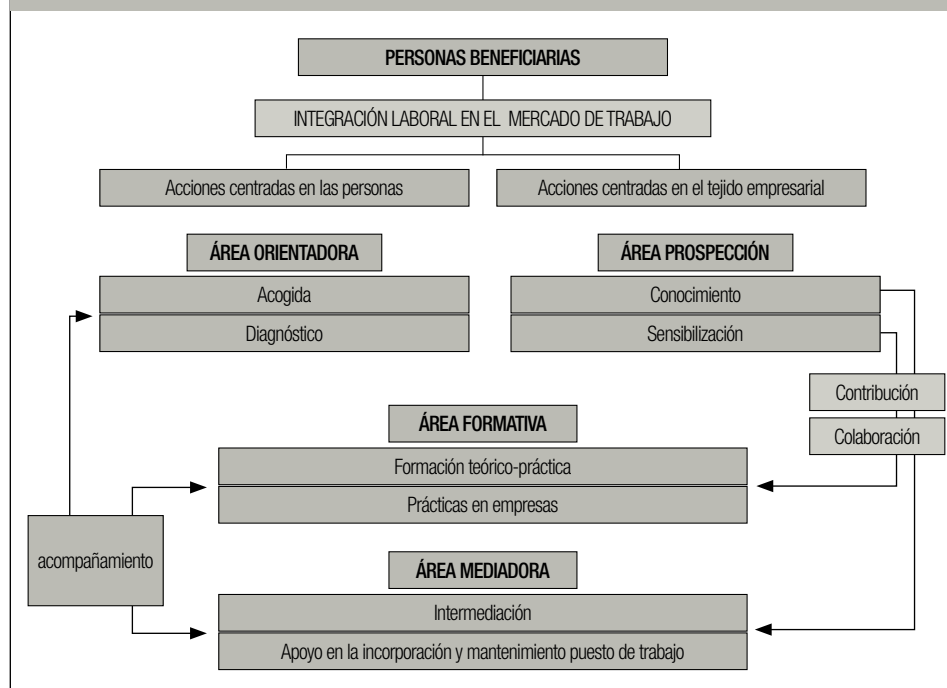 PERSONAS BENEFICIARIAS
INTEGRACIÓN LABORAL EN EL MERCADO DE TRABAJO
Acciones centradas en las personas
Acciones centradas en el tejido empresarial
ÁREA ORIENTADORA
Acogida
Diagnóstico
ÁREA PROSPECCIÓN
Conocimiento
Sensibilización
Contribución
Colaboración
ÁREA FORMATIVA
Formación teórico-práctica
Prácticas en empresas
acompañamiento
ÁREA MEDIADORA
Intermediación
Apoyo en la incorporación y mantenimiento puesto de trabajo